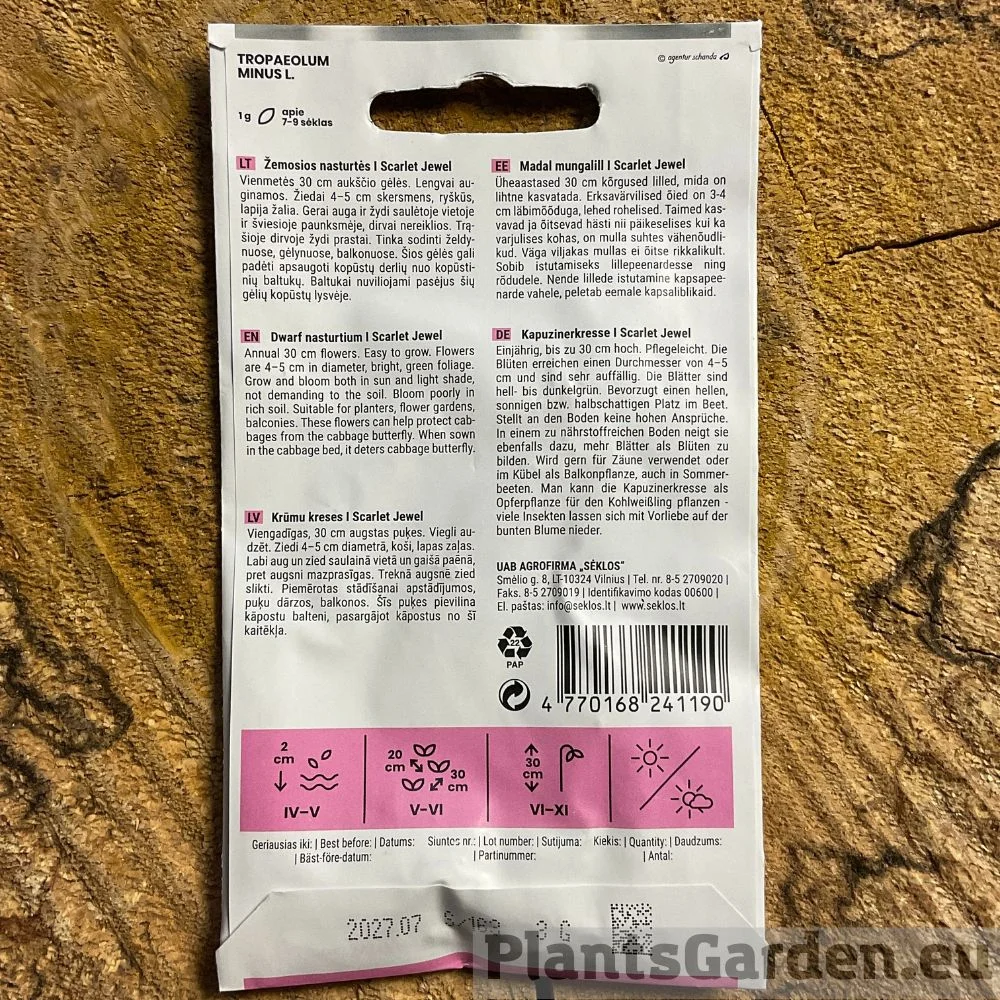 TROPAEOLUM
MINUS L.
© agentur schanda
1 g
apie
7–9 sėklas
LT Žemosios nasturtės I Scarlet Jewel
Vienmetės 30 cm aukščio gėlės. Lengvai au-
ginamos. Žiedai 4–5 cm skersmens, ryškūs,
lapija žalia. Gerai auga ir žydi saulėtoje vietoje
ir šviesioje paunksmėje, dirvai nereiklios. Trą-
šioje dirvoje žydi prastai. Tinka sodinti želdy-
nuose, gėlynuose, balkonuose. Šios gėlės gali
padėti apsaugoti kopūstų derlių nuo kopūsti-
nių baltukų. Baltukai nuviliojami pasėjus šių
gėlių kopūstų lysvėje.
EE Madal mungalill I Scarlet Jewel
Üheaastased 30 cm kõrgused lilled, mida on
lihtne kasvatada. Erksavärvilised õied on 3-4
cm läbimõõduga, lehed rohelised. Taimed kas-
vavad ja õitsevad hästi nii päikeselises kui ka
varjulises kohas, on mulla suhtes vähenõudli-
kud. Väga viljakas mullas ei õitse rikkalikult.
Sobib istutamiseks lillepeenardesse ning
rõdudele. Nende lillede istutamine kapsapee-
narde vahele, peletab eemale kapsaliblikaid.
EN Dwarf nasturtium I Scarlet Jewel
Annual 30 cm flowers. Easy to grow. Flowers
are 4–5 cm in diameter, bright, green foliage.
Grow and bloom both in sun and light shade,
not demanding to the soil. Bloom poorly in
rich soil. Suitable for planters, flower gardens,
balconies. These flowers can help protect cab-
bages from the cabbage butterfly. When sown
in the cabbage bed, it deters cabbage butterfly.
DE Kapuzinerkresse I Scarlet Jewel
Einjährig, bis zu 30 cm hoch. Pflegeleicht. Die
Blüten erreichen einen Durchmesser von 4–5
cm und sind sehr auffällig. Die Blätter sind
hell- bis dunkelgrün. Bevorzugt einen hellen,
sonnigen bzw. halbschattigen Platz im Beet.
Stellt an den Boden keine hohen Ansprüche.
In einem zu nährstoffreichen Boden neigt sie
ebenfalls dazu, mehr Blätter als Blüten zu
bilden. Wird gern für Zäune verwendet oder
im Kübel als Balkonpflanze, auch in Sommer-
beeten. Man kann die Kapuzinerkresse als
Opferpflanze für den Kohlweißling pflanzen -
viele Insekten lassen sich mit Vorliebe auf der
bunten Blume nieder.
LV Krūmu kreses I Scarlet Jewel
Viengadīgas, 30 cm augstas puķes. Viegli au-
dzēt. Ziedi 4–5 cm diametrā, koši, lapas zaļas.
Labi aug un zied saulainā vietā un gaišā paēnā,
pret augsni mazprasīgas. Treknā augsnē zied
slikti. Piemērotas stādīšanai apstādījumos,
puķu dārzos, balkonos. Šīs puķes pievilina
kāpostu balteni, pasargājot kāpostus no šī
kaitēkļa.
UAB AGROFIRMA „SĖKLOS“
Smėlio g. 8, LT-10324 Vilnius | Tel. nr. 8-5 2709020 |
Faks. 8-5 2709019 | Identifikavimo kodas 00600 |
El. paštas: info@seklos.lt | www.seklos.lt
22
PAP
4 770168 241190
2
cm
IV–V
20
cm
30
cm
V–VI
30
cm
VI–XI
Geriausias iki: | Best before: | Datums:
| Bäst-före-datum:
Siuntos nr.: | Lot number: | Sutijuma:
| Partinummer:
Kiekis: | Quantity: | Daudzums:
| Antal:
2027.07
G
PlantsGarden.eu